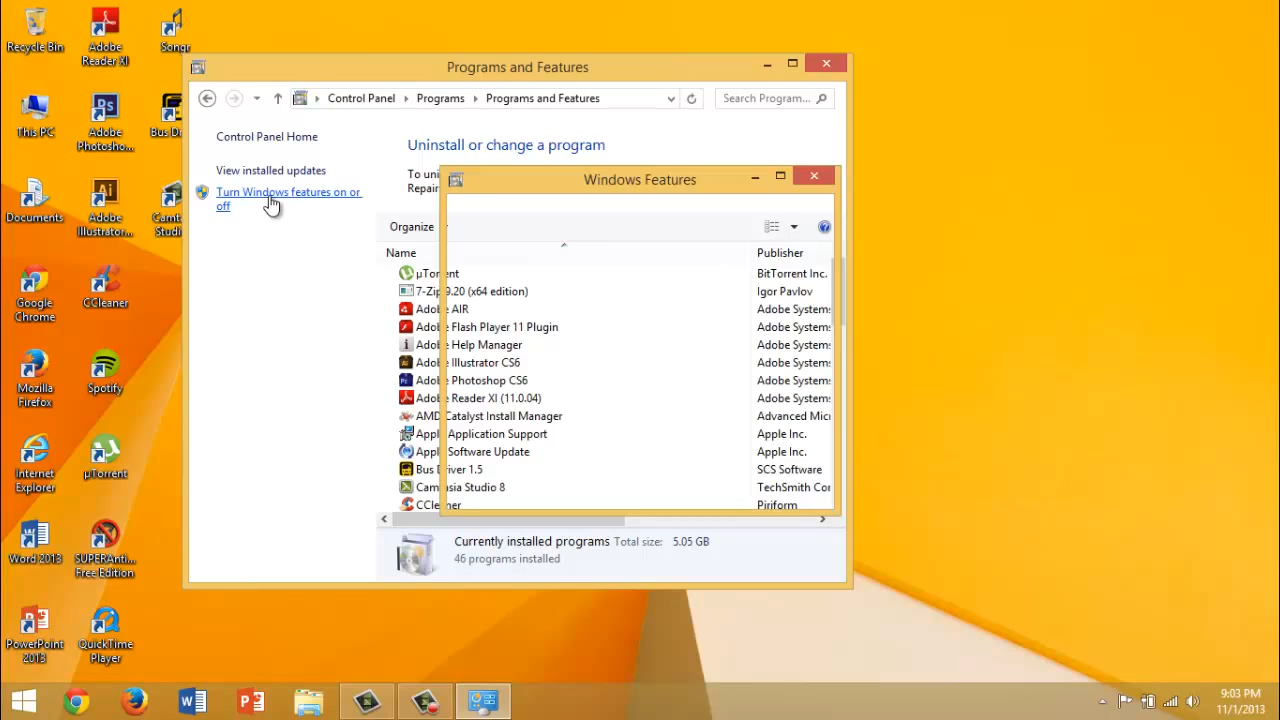 Recycle Bin
Adobe
Reader XI
Songr
This PC
Adobe
Photosho...
Bus Dr
Documents
Adobe
Illustrator...
Camta
Studi
Google
Chrome
CCleaner
Mozilla
Firefox
Spotify
Internet
Explorer
µTorrent
Word 2013
SUPERAnti...
Free Edition
PowerPoint
2013
QuickTime
Player
Programs and Features
Control Panel
Programs
Programs and Features
Search Program...
Control Panel Home
View installed updates
Turn Windows features on or
off
Uninstall or change a program
To uni
Repair
Windows Features
Organize
Name
Publisher
µTorrent
BitTorrent Inc.
7-Zip 9.20 (x64 edition)
Igor Pavlov
Adobe AIR
Adobe Systems
Adobe Flash Player 11 Plugin
Adobe Systems
Adobe Help Manager
Adobe Systems
Adobe Illustrator CS6
Adobe Systems
Adobe Photoshop CS6
Adobe Systems
Adobe Reader XI (11.0.04)
Adobe Systems
AMD Catalyst Install Manager
Advanced Micr
Apple Application Support
Apple Inc.
Apple Software Update
Apple Inc.
Bus Driver 1.5
SCS Software
Camtasia Studio 8
TechSmith Cor
CCleaner
Piriform
Currently installed programs Total size: 5.05 GB
46 programs installed
9:03 PM
11/1/2013